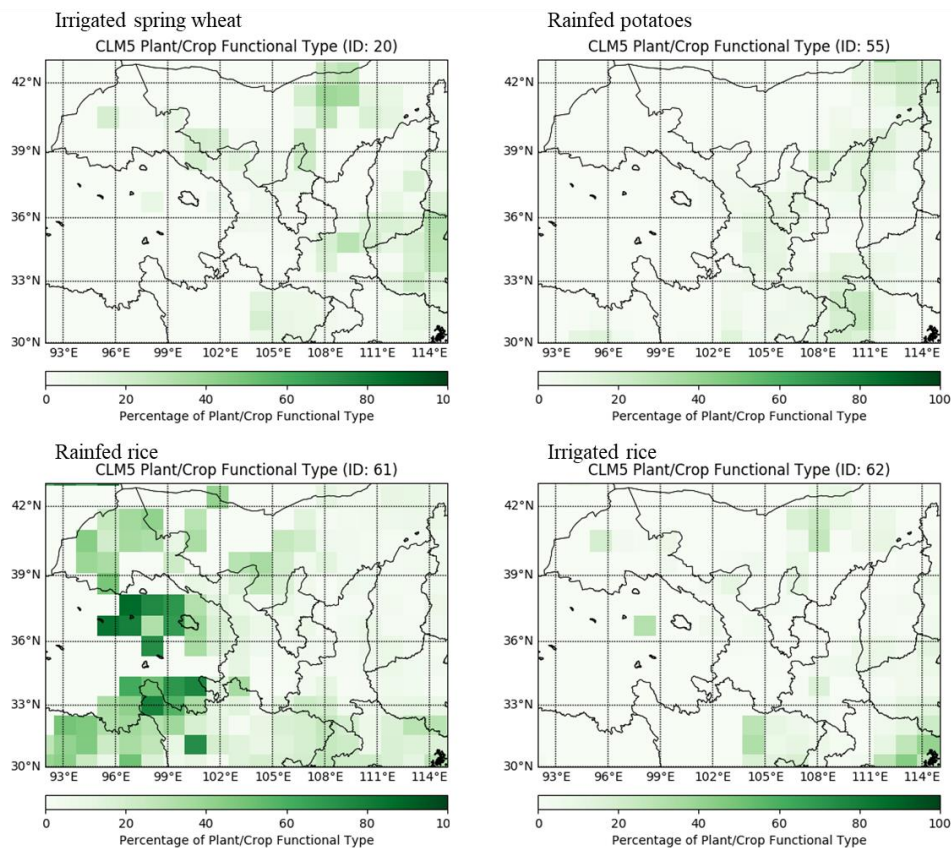 Irrigated spring wheat
CLM5 Plant/Crop Functional Type (ID: 20)
42°N
39°N
36°N
33°N
30°N
93°E 96°E 99°E 102°E 105°E 108°E 111°E 114°E
0 20 40 60 80 10
Percentage of Plant/Crop Functional Type
Rainfed potatoes
CLM5 Plant/Crop Functional Type (ID: 55)
42°N
39°N
36°N
33°N
30°N
93°E 96°E 99°E 102°E 105°E 108°E 111°E 114°E
0 20 40 60 80 100
Percentage of Plant/Crop Functional Type
Rainfed rice
CLM5 Plant/Crop Functional Type (ID: 61)
42°N
39°N
36°N
33°N
30°N
93°E 96°E 99°E 102°E 105°E 108°E 111°E 114°E
0 20 40 60 80 10
Percentage of Plant/Crop Functional Type
Irrigated rice
CLM5 Plant/Crop Functional Type (ID: 62)
42°N
39°N
36°N
33°N
30°N
93°E 96°E 99°E 102°E 105°E 108°E 111°E 114°E
0 20 40 60 80 100
Percentage of Plant/Crop Functional Type